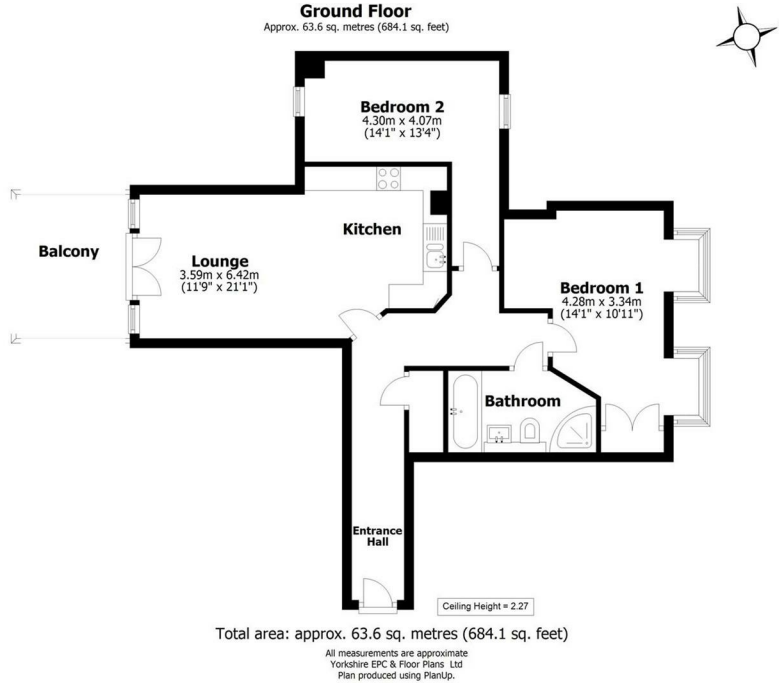 Ground Floor
Approx. 63.6 sq. metres (684.1 sq. feet)
Bedroom 2
4.30m x 4.07m
(14'1" x 13'4")
Kitchen
Balcony
Lounge
3.59m x 6.42m
(11'9" x 21'1")
Bedroom 1
4.28m x 3.34m
(14'1" x 10'11")
Bathroom
Entrance
Hall
Ceiling Height = 2.27
Total area: approx. 63.6 sq. metres (684.1 sq. feet)
All measurements are approximate
Yorkshire EPC & Floor Plans Ltd
Plan produced using PlanUp.